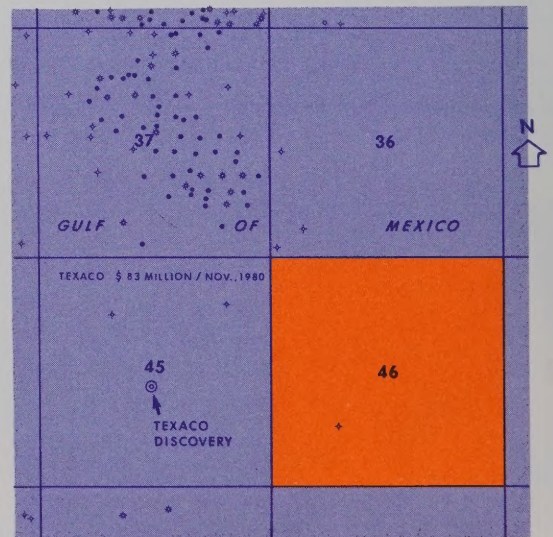 N
37
36
GULF OF MEXICO
TEXACO $ 83 MILLION / NOV., 1980
45
46
TEXACO
DISCOVERY